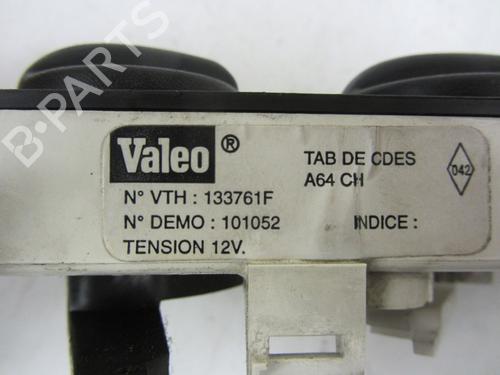 B-PARTS
Valeo ®
TAB DE CDES
A64 CH
042
N° VTH : 133761F
N° DEMO : 101052
INDICE :
TENSION 12V.